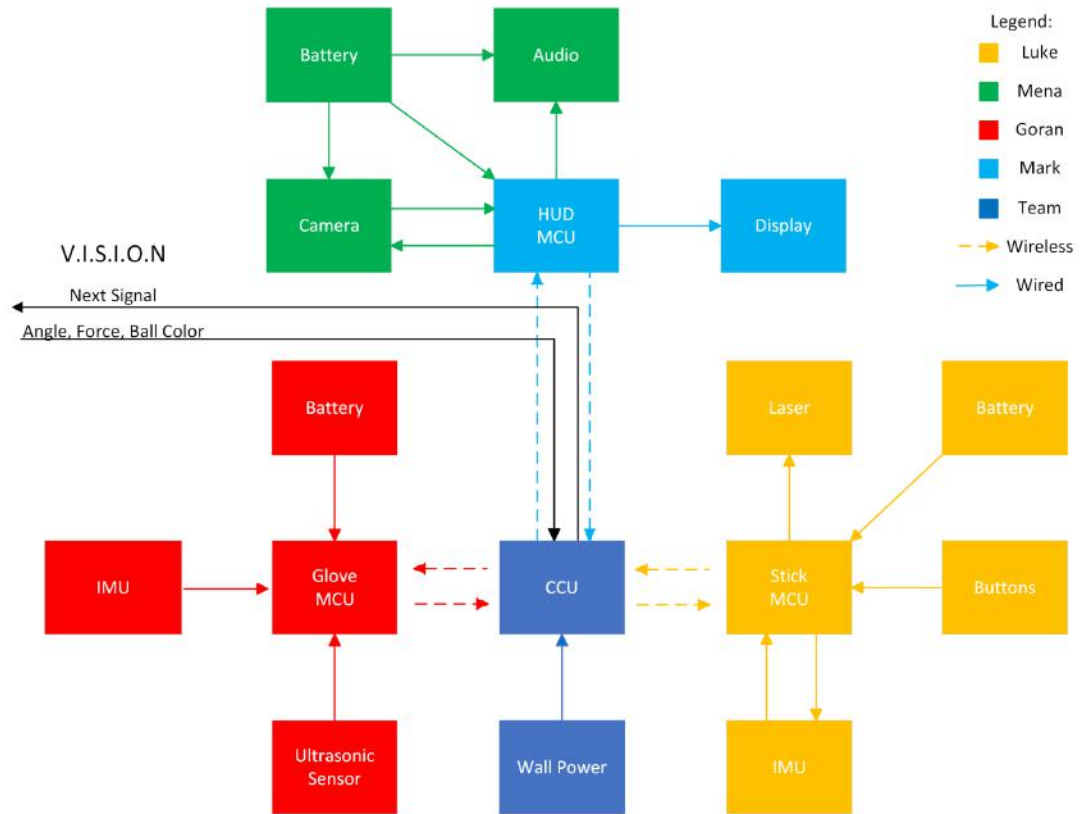 Legend:
Battery
Audio
Luke
Mena
Goran
Camera
HUD
MCU
Display
Mark
Team
Wireless
Wired
V.I.S.I.O.N
Next Signal
Angle, Force, Ball Color
Battery
Laser
Battery
IMU
Glove
MCU
CCU
Stick
MCU
Buttons
Ultrasonic
Sensor
Wall Power
IMU